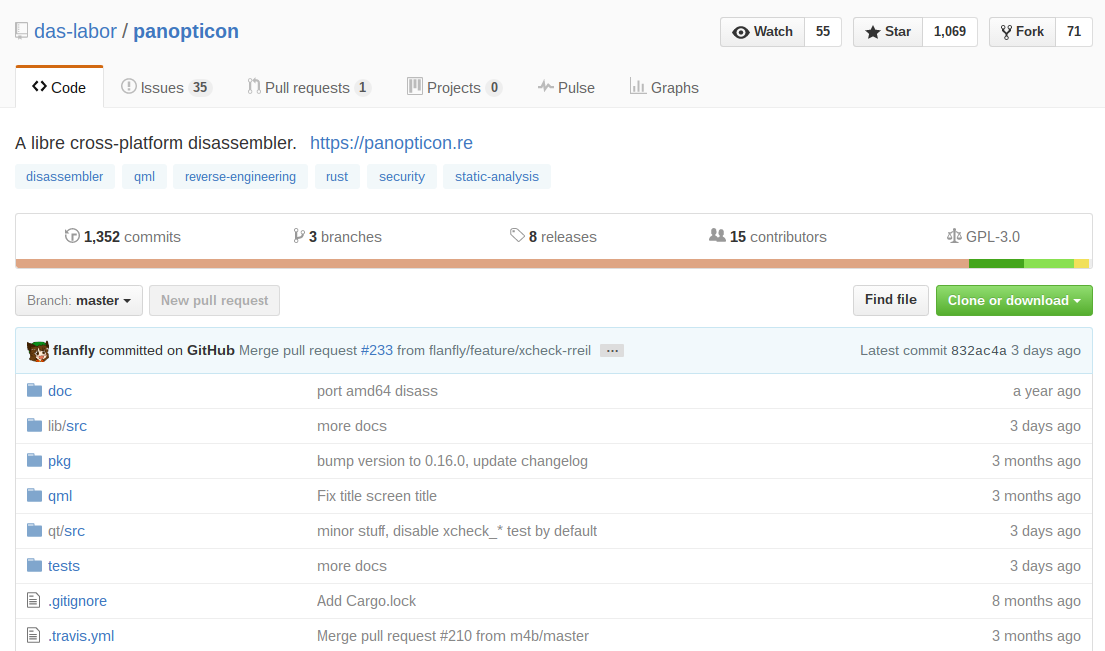 das-labor / panopticon Watch 55 Star 1,069 Fork 71
Code Issues 35 Pull requests 1 Projects 0 Pulse Graphs
A libre cross-platform disassembler. https://panopticon.re
disassembler qml reverse-engineering rust security static-analysis
1,352 commits 3 branches 8 releases 15 contributors GPL-3.0
Branch: master New pull request Find file Clone or download
flanfly committed on GitHub Merge pull request #233 from flanfly/feature/xcheck-rreil ... Latest commit 832ac4a 3 days ago
doc port amd64 disass a year ago
lib/src more docs 3 days ago
pkg bump version to 0.16.0, update changelog 3 months ago
qml Fix title screen title 3 months ago
qt/src minor stuff, disable xcheck_* test by default 3 days ago
tests more docs 3 days ago
.gitignore Add Cargo.lock 8 months ago
.travis.yml Merge pull request #210 from m4b/master 3 months ago